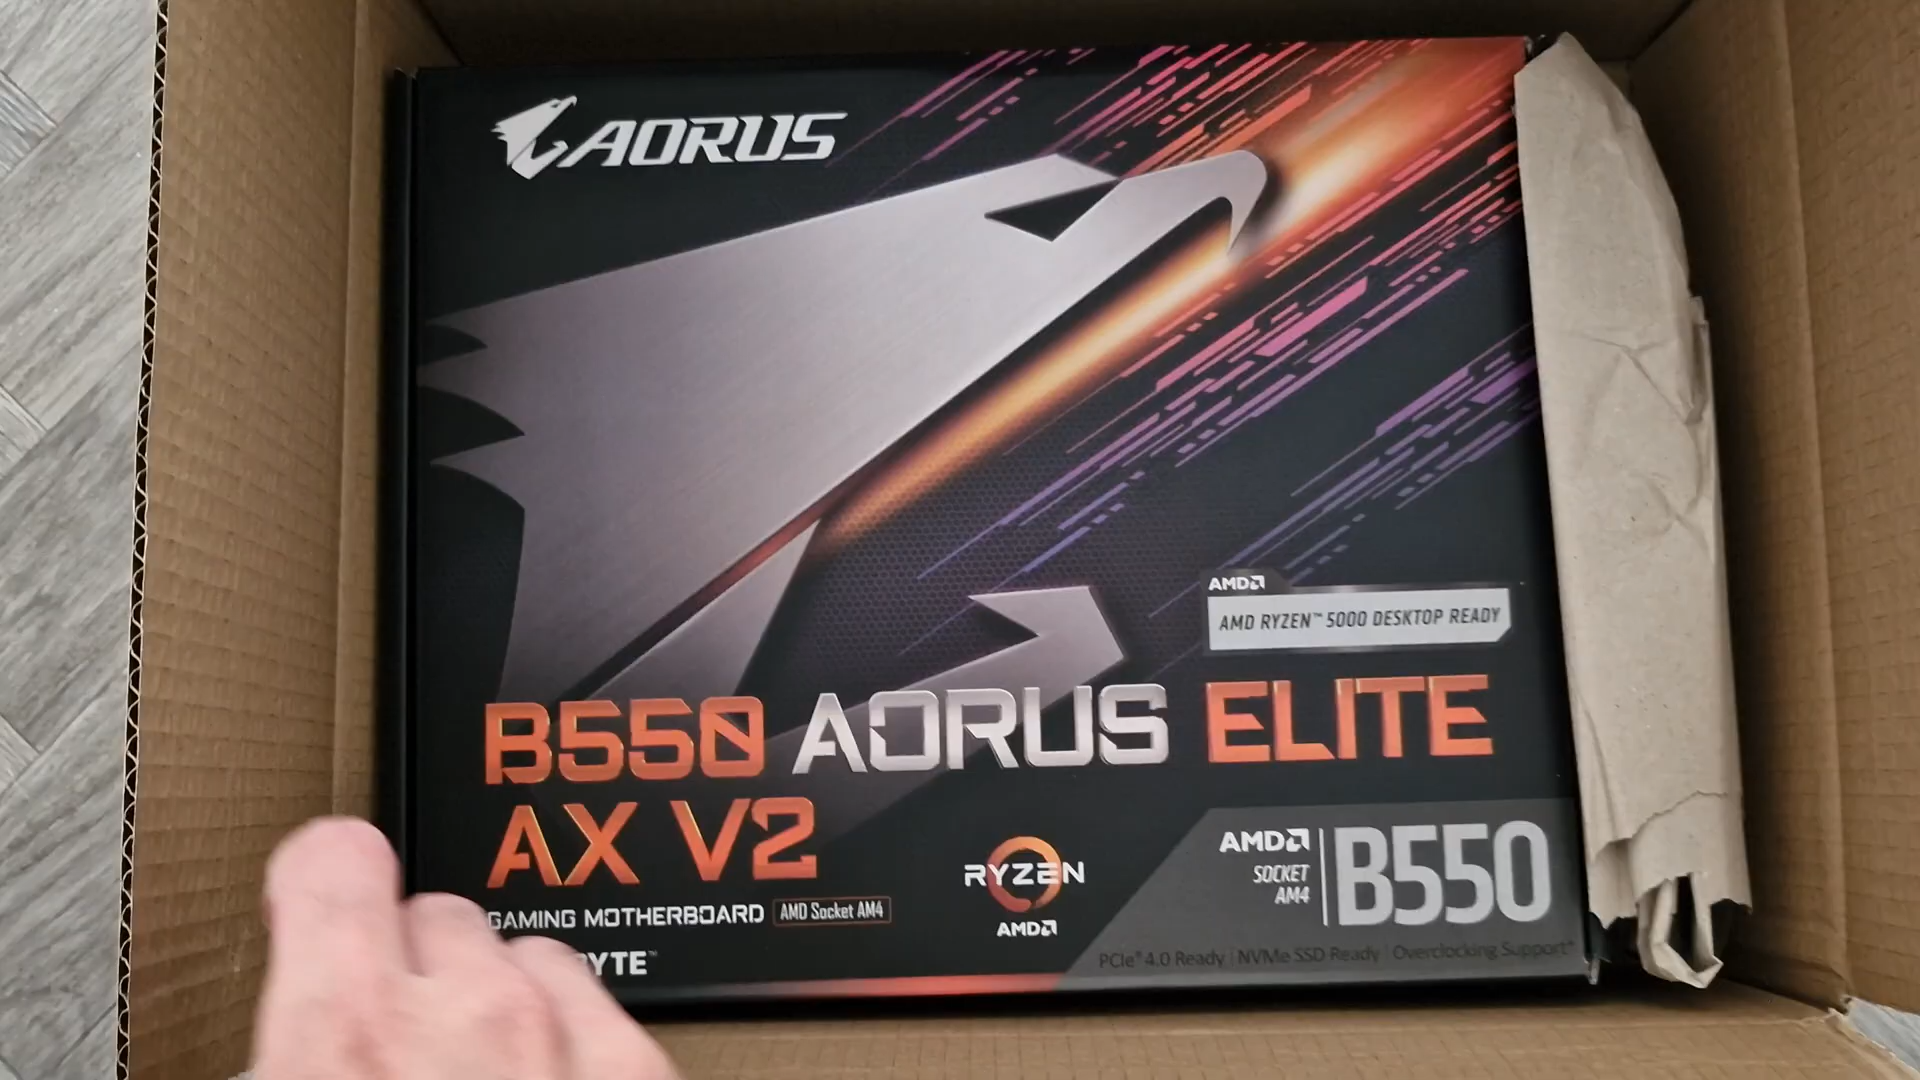 AORUS
AMD
AMD RYZEN™ 5000 DESKTOP READY
B550 AORUS ELITE
AX V2
GAMING MOTHERBOARD AMD Socket AM4
RYZEN
AMD
AMD
SOCKET
AM4
B550
PCIe® 4.0 Ready | NVMe SSD Ready | Overclocking Support*